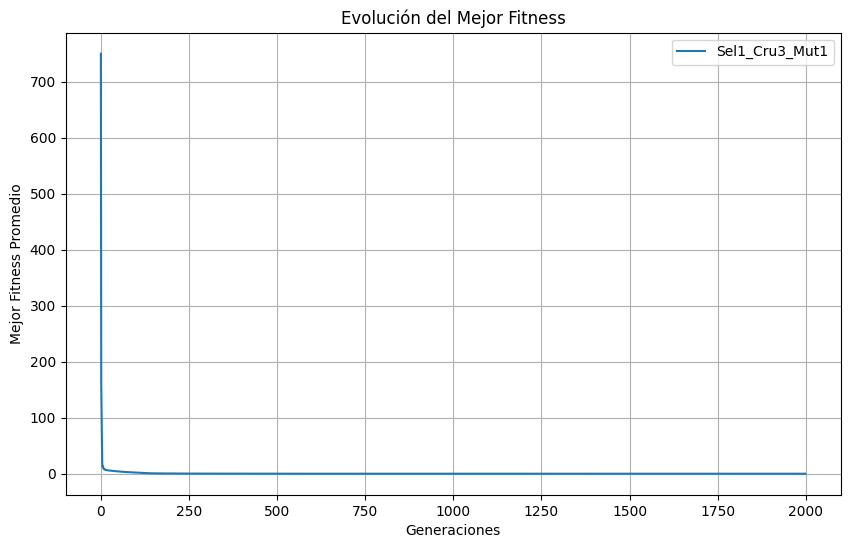 Evolución del Mejor Fitness
Sel1_Cru3_Mut1
Mejor Fitness Promedio
700
600
500
400
300
200
100
0
0 250 500 750 1000 1250 1500 1750 2000
Generaciones